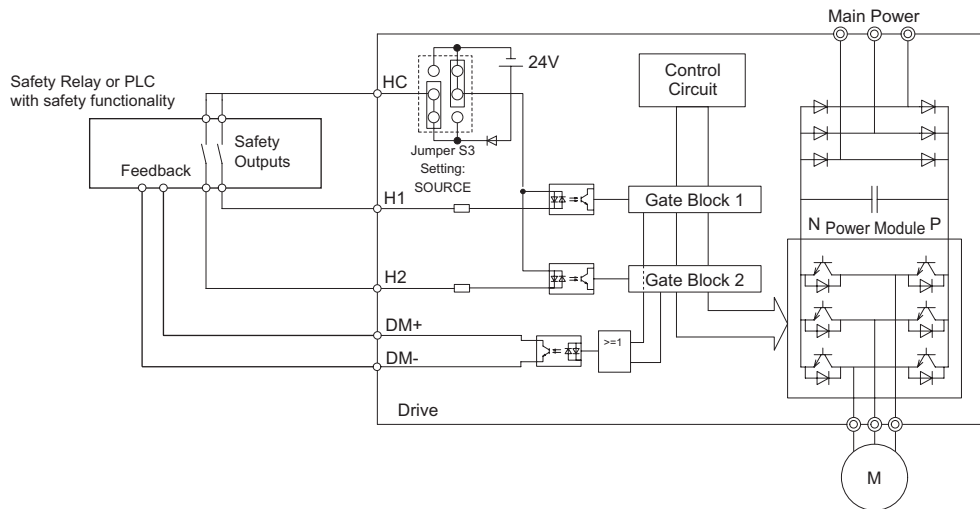 Main Power
Safety Relay or PLC
with safety functionality
HC
24V
Control
Circuit
Safety
Outputs
Feedback
Jumper S3
Setting:
SOURCE
H1
Gate Block 1
N
P
Power Module
H2
Gate Block 2
DM+
>=1
DM-
Drive
M